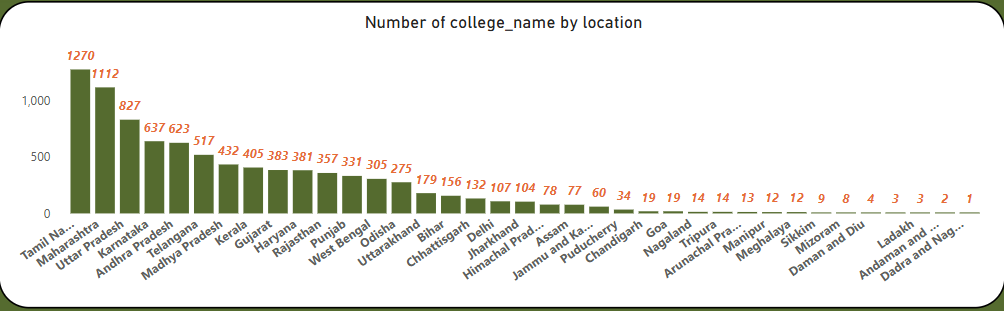 Number of college_name by location
1270
1112
827
637
623
517
432
405
383
381
357
331
305
275
179
156
132
107
104
78
77
60
34
19
19
14
14
13
12
12
9
8
4
3
3
2
1
1,000
500
0
Tamil Na...
Maharashtra
Uttar Pradesh
Karnataka
Andhra Pradesh
Telangana
Madhya Pradesh
Kerala
Gujarat
Haryana
Rajasthan
Punjab
West Bengal
Odisha
Uttarakhand
Bihar
Chhattisgarh
Delhi
Jharkhand
Himachal Prad...
Assam
Jammu and Ka...
Puducherry
Chandigarh
Goa
Nagaland
Tripura
Arunachal Pra...
Manipur
Meghalaya
Sikkim
Mizoram
Daman and Diu
Ladakh
Andaman and ...
Dadra and Nag...